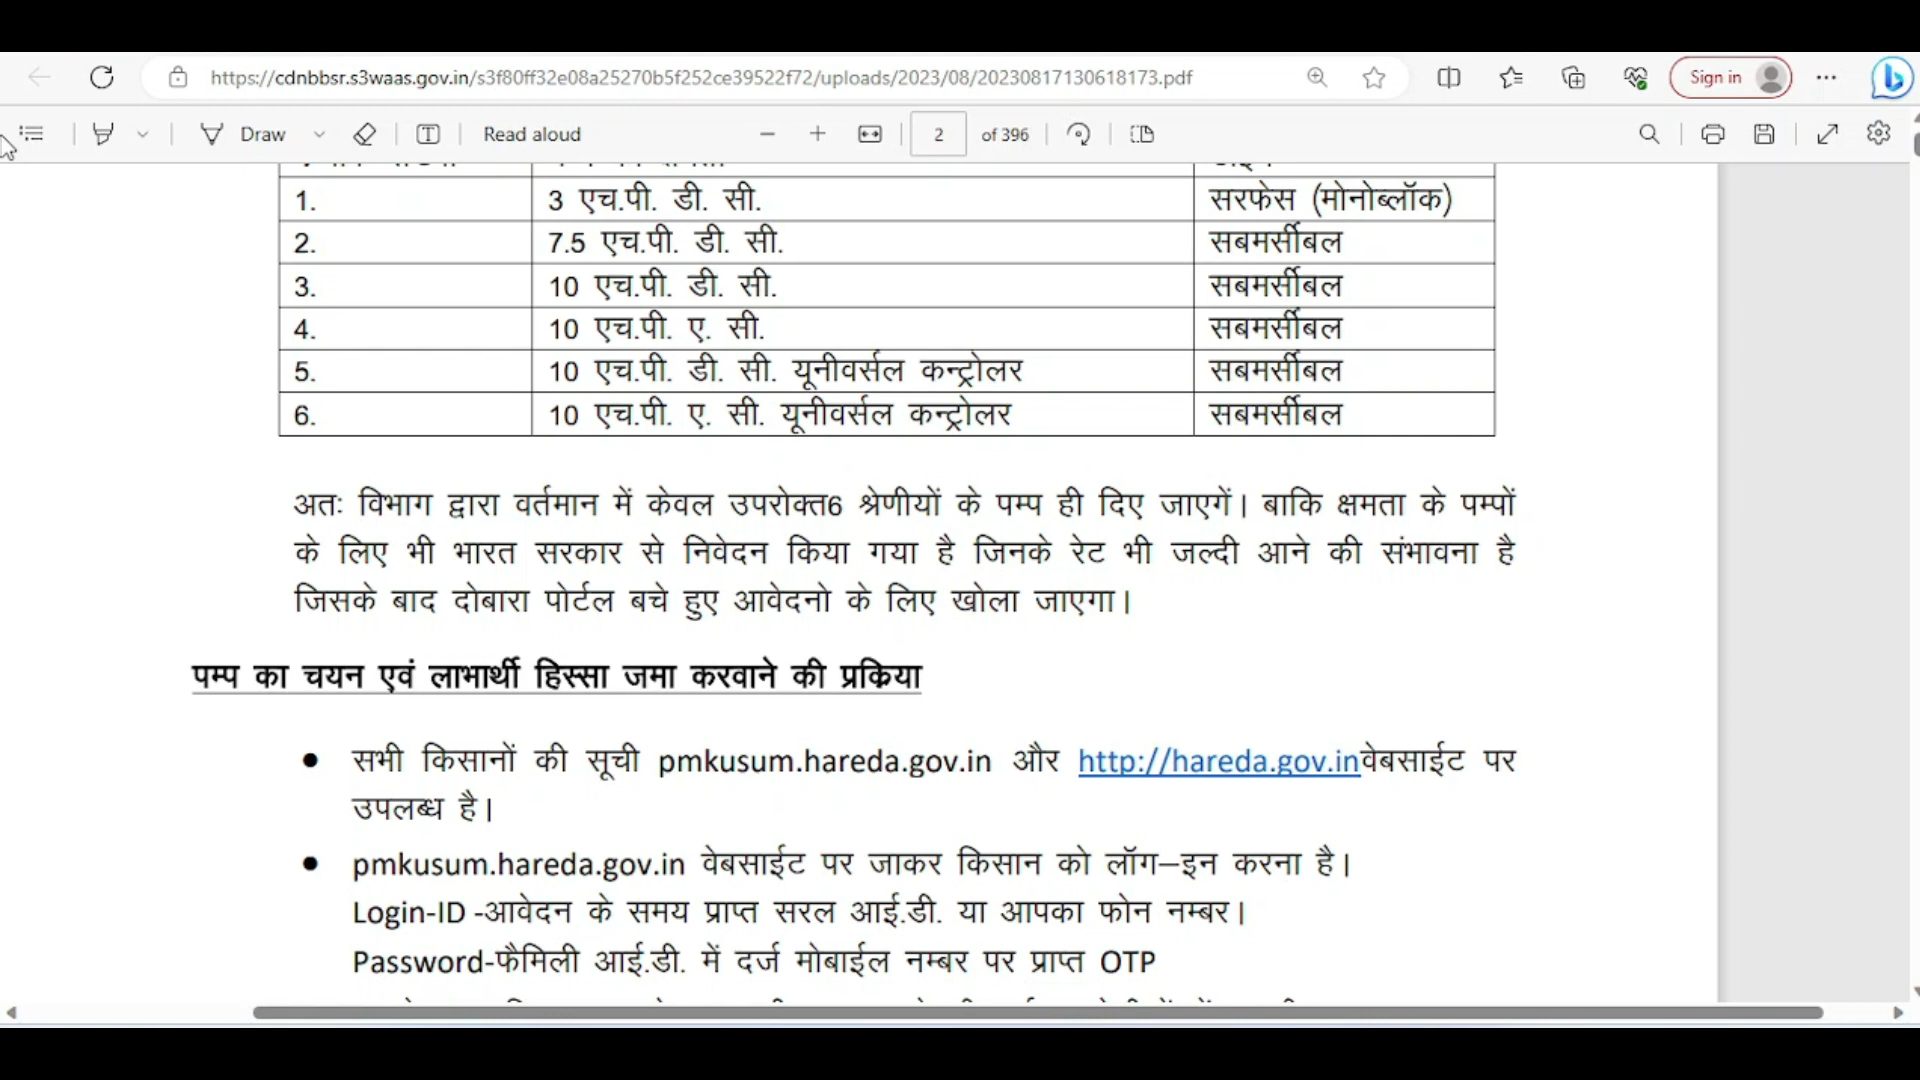 https://cdnbbsr.s3waas.gov.in/s3f80ff32e08a25270b5f252ce39522f72/uploads/2023/08/20230817130618173.pdf
Sign in
Draw
Read aloud
2 of 396
1. 3 एच.पी. डी. सी. सरफेस (मोनोब्लॉक)
2. 7.5 एच.पी. डी. सी. सबमर्सीबल
3. 10 एच.पी. डी. सी. सबमर्सीबल
4. 10 एच.पी. ए. सी. सबमर्सीबल
5. 10 एच.पी. डी. सी. यूनीवर्सल कन्ट्रोलर सबमर्सीबल
6. 10 एच.पी. ए. सी. यूनीवर्सल कन्ट्रोलर सबमर्सीबल
अतः विभाग द्वारा वर्तमान में केवल उपरोक्त6 श्रेणीयों के पम्प ही दिए जाएगें। बाकि क्षमता के पम्पों
के लिए भी भारत सरकार से निवेदन किया गया है जिनके रेट भी जल्दी आने की संभावना है
जिसके बाद दोबारा पोर्टल बचे हुए आवेदनो के लिए खोला जाएगा।
पम्प का चयन एवं लाभार्थी हिस्सा जमा करवाने की प्रकिया
● सभी किसानों की सूची pmkusum.hareda.gov.in और http://hareda.gov.inवेबसाईट पर
उपलब्ध है।
● pmkusum.hareda.gov.in वेबसाईट पर जाकर किसान को लॉग–इन करना है।
Login-ID -आवेदन के समय प्राप्त सरल आई.डी. या आपका फोन नम्बर।
Password-फैमिली आई.डी. में दर्ज मोबाईल नम्बर पर प्राप्त OTP